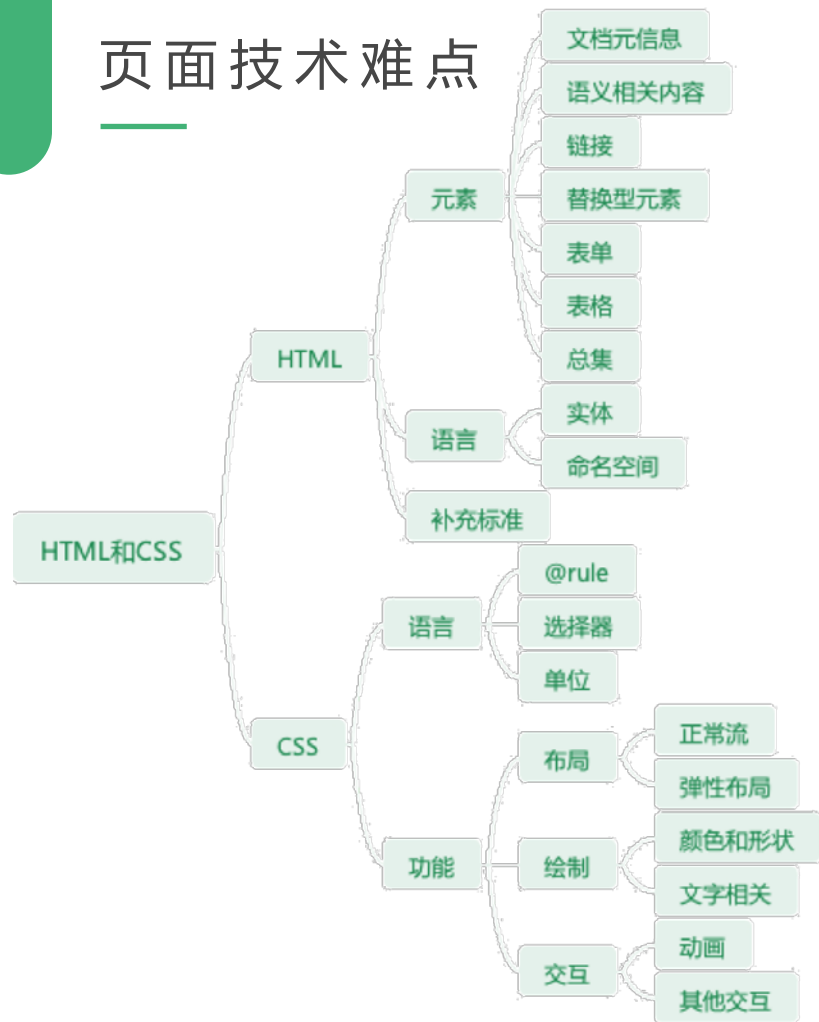 页面技术难点
文档元信息
语义相关内容
链接
元素
替换型元素
表单
表格
HTML
总集
实体
语言
命名空间
补充标准
HTML和CSS
@rule
语言
选择器
单位
CSS
正常流
布局
弹性布局
颜色和形状
功能
绘制
文字相关
动画
交互
其他交互